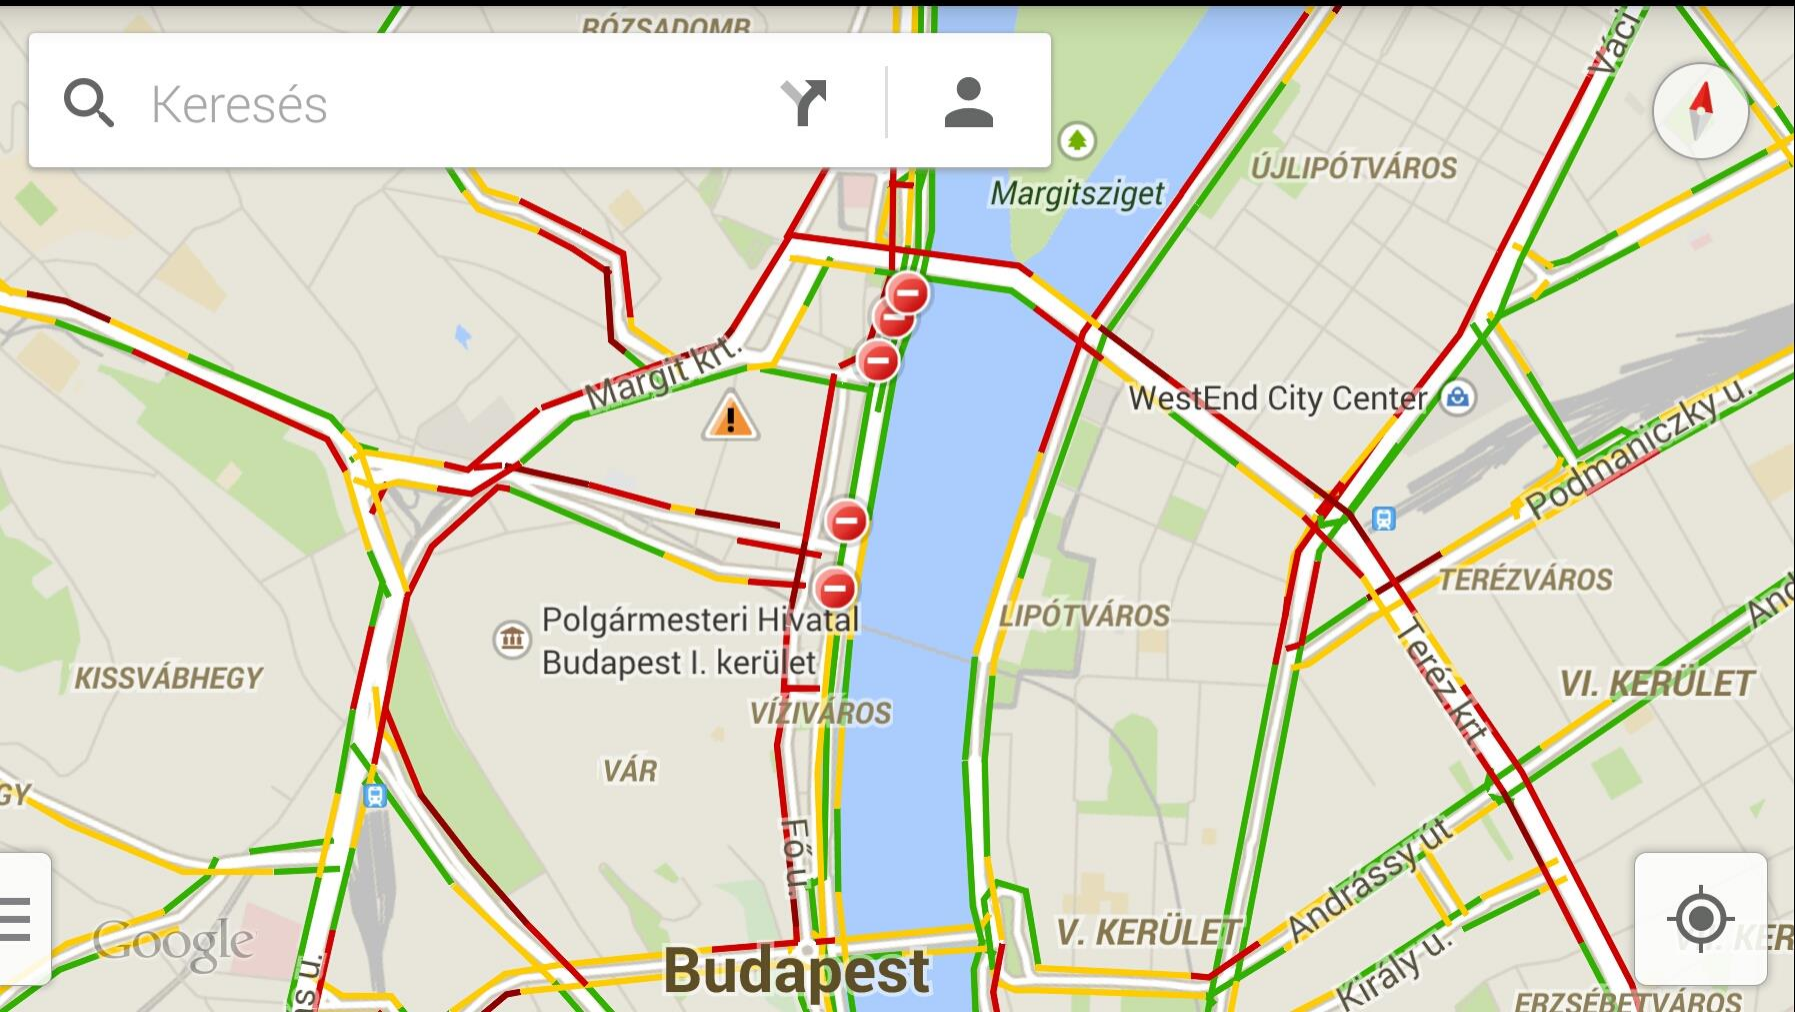 RÓZSADOMB
Keresés
Váci
Margitsziget
ÚJLIPÓTVÁROS
Margit krt.
WestEnd City Center
Podmaniczky u.
TERÉZVÁROS
LIPÓTVÁROS
Polgármesteri Hivatal
Budapest I. kerület
KISSVÁBHEGY
Teréz krt.
VI. KERÜLET
VÍZIVÁROS
VÁR
GY
Fő u.
Andrássy út
V. KERÜLET
Google
Budapest
Király u.
ERZSÉBETVÁROS